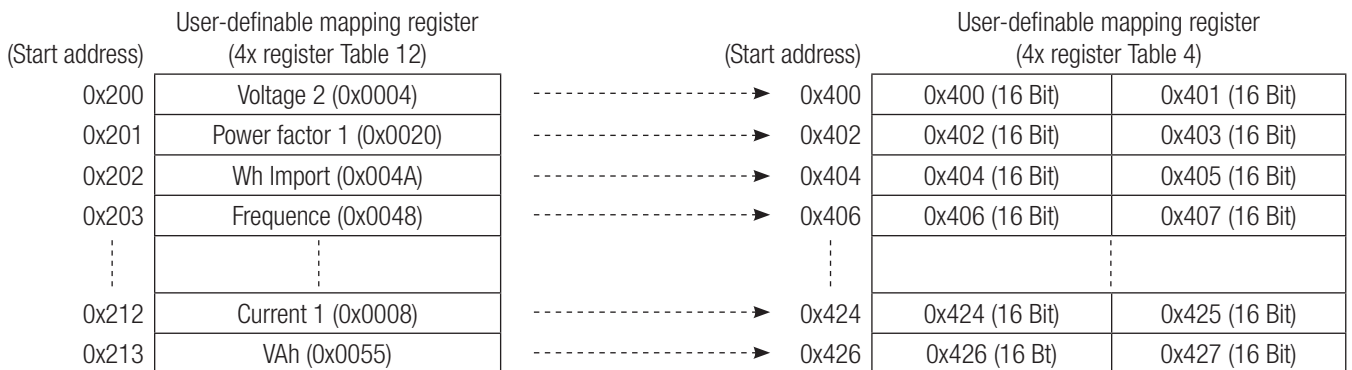 User-definable mapping register User-definable mapping register
(Start address) (4x register Table 12) (Start address) (4x register Table 4)
0x200 Voltage 2 (0x0004) 0x400 0x400 (16 Bit) 0x401 (16 Bit)
0x201 Power factor 1 (0x0020) 0x402 0x402 (16 Bit) 0x403 (16 Bit)
0x202 Wh Import (0x004A) 0x404 0x404 (16 Bit) 0x405 (16 Bit)
0x203 Frequence (0x0048) 0x406 0x406 (16 Bit) 0x407 (16 Bit)
0x212 Current 1 (0x0008) 0x424 0x424 (16 Bit) 0x425 (16 Bit)
0x213 VAh (0x0055) 0x426 0x426 (16 Bt) 0x427 (16 Bit)